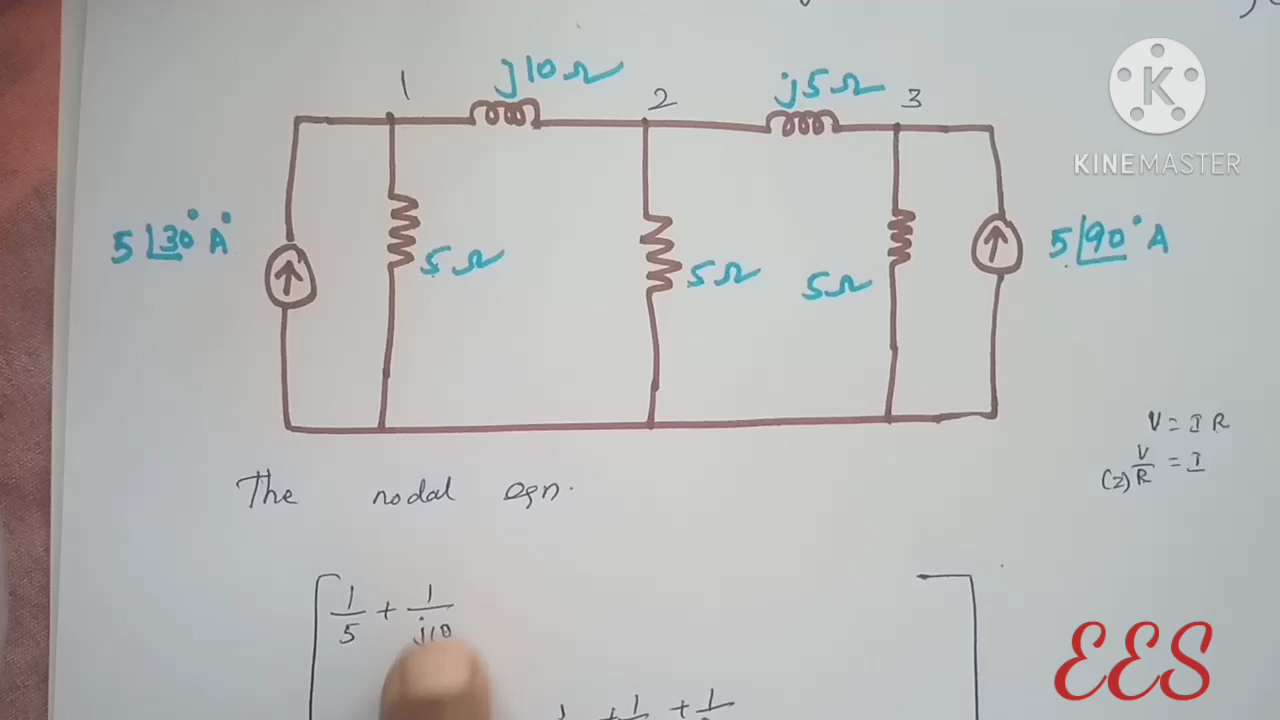 1
j10Ω
2
j5Ω
3
K
KINEMASTER
5∠30° A
5Ω
5Ω
5Ω
5∠90° A
V = I R
(z) V/R = I
The nodal eqn.
1/5 + 1/j10
EES